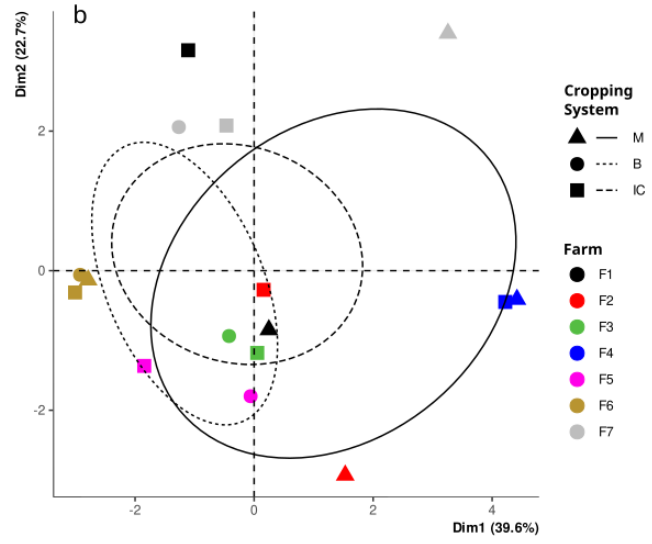 b
Dim2 (22.7%)
2
0
-2
-2
0
2
4
Dim1 (39.6%)
Cropping
System
M
B
IC
Farm
F1
F2
F3
F4
F5
F6
F7